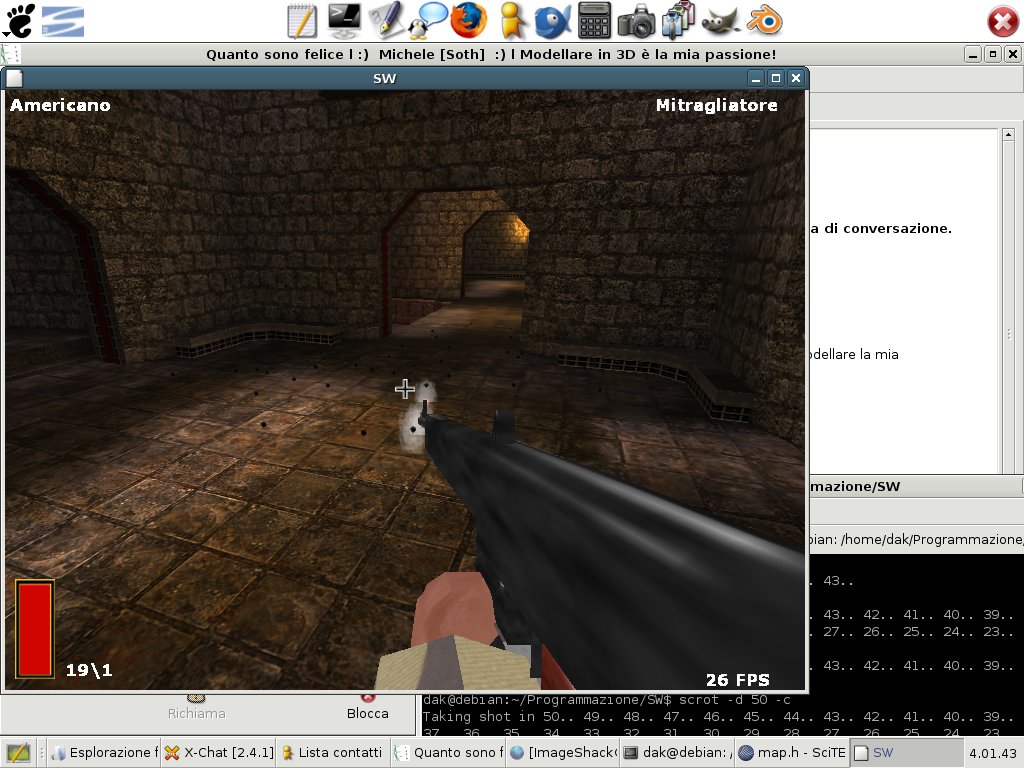 Quanto sono felice l :) Michele [Soth] :) l Modellare in 3D è la mia passione!
SW
Americano
Mitragliatore
a di conversazione.
dellare la mia
mazione/SW
bian: /home/dak/Programmazione/
. 43..
. 43.. 42.. 41.. 40.. 39..
. 27.. 26.. 25.. 24.. 23..
. 43.. 42.. 41.. 40.. 39..
19\1
26 FPS
dak@debian:~/Programmazione/SW$ scrot -d 50 -c
Richiama
Blocca
Taking shot in 50.. 49.. 48.. 47.. 46.. 45.. 44.. 43.. 42.. 41.. 40.. 39..
37 36 35 34 33 32 31 30 29 28 27 26 25 24 23
Esplorazione f
X-Chat [2.4.1]
Lista contatti
Quanto sono f
[ImageShack
dak@debian: /
map.h - SciTE
SW
4.01.43